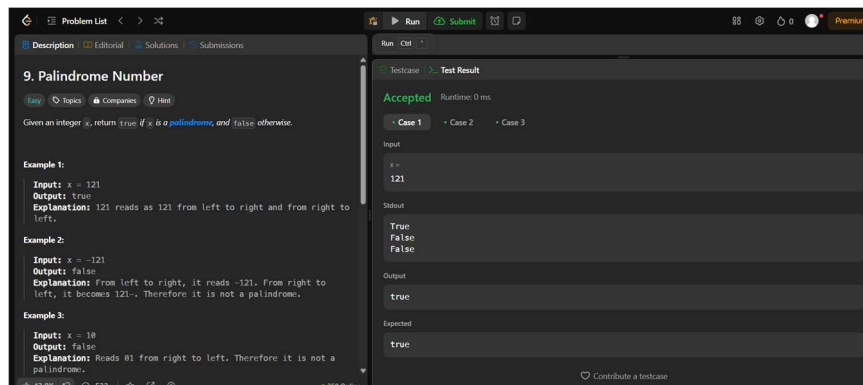 Problem List
Run
Submit
0
Premium
Description
Editorial
Solutions
Submissions
9. Palindrome Number
Easy
Topics
Companies
Hint
Given an integer x, return true if x is a palindrome, and false otherwise.
Example 1:
Input: x = 121
Output: true
Explanation: 121 reads as 121 from left to right and from right to
left.
Example 2:
Input: x = -121
Output: false
Explanation: From left to right, it reads -121. From right to
left, it becomes 121-. Therefore it is not a palindrome.
Example 3:
Input: x = 10
Output: false
Explanation: Reads 01 from right to left. Therefore it is not a
palindrome.
Run Ctrl '
Testcase
>_ Test Result
Accepted Runtime: 0 ms
• Case 1
• Case 2
• Case 3
Input
x =
121
Stdout
True
False
False
Output
true
Expected
true
Contribute a testcase